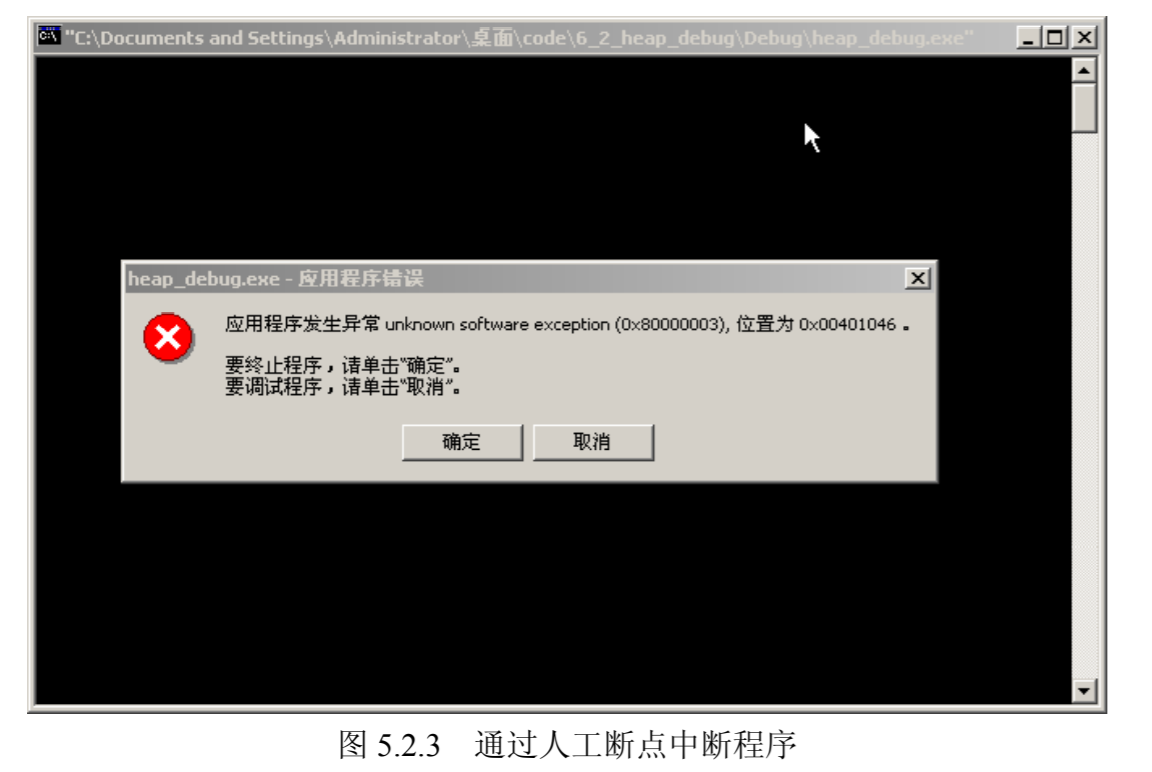 "C:\Documents and Settings\Administrator\桌面\code\6_2_heap_debug\Debug\heap_debug.exe"
heap_debug.exe - 应用程序错误
应用程序发生异常 unknown software exception (0x80000003), 位置为 0x00401046 。
要终止程序，请单击“确定”。
要调试程序，请单击“取消”。
确定 取消
图 5.2.3 通过人工断点中断程序